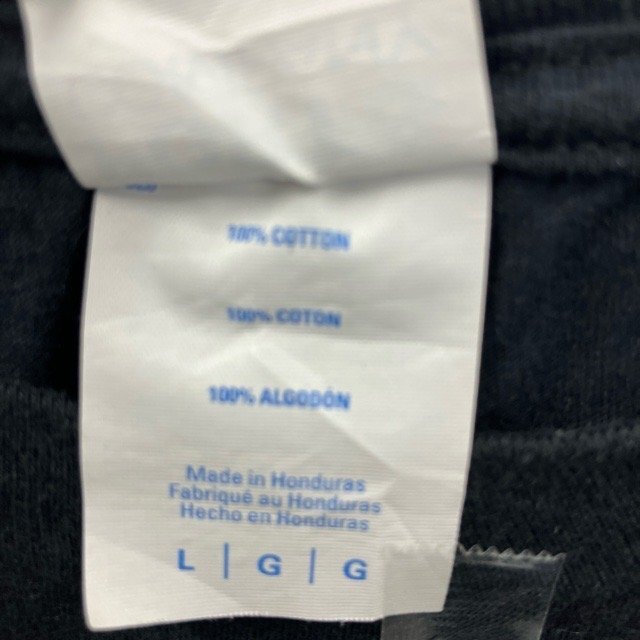 100% COTTON
100% COTON
100% ALGODÓN
Made in Honduras
Fabriqué au Honduras
Hecho en Honduras
L | G | G